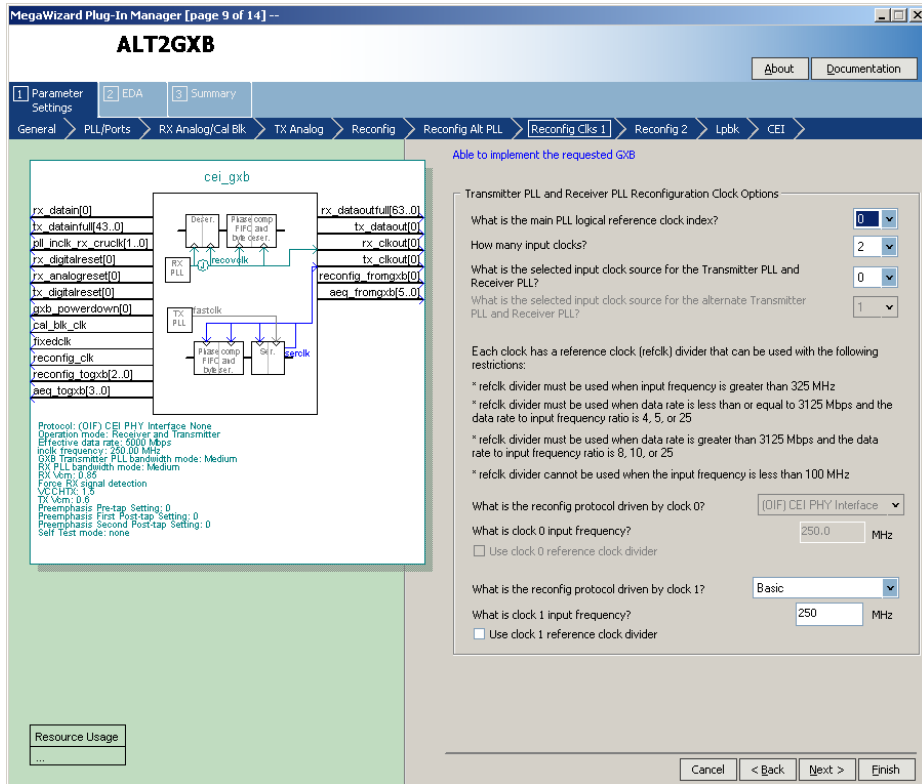 MegaWizard Plug-In Manager [page 9 of 14] --
ALT2GXB
About
Documentation
1 Parameter Settings
2 EDA
3 Summary
General
PLL/Ports
RX Analog/Cal Blk
TX Analog
Reconfig
Reconfig Alt PLL
Reconfig Clks 1
Reconfig 2
Lpbk
CEI
cei_gxb
rx_datain[0]
tx_datainfull[43..0]
pll_inclk_rx_cruclk[1..0]
rx_digitalreset[0]
rx_analogreset[0]
tx_digitalreset[0]
gxb_powerdown[0]
cal_blk_clk
fixedclk
reconfig_clk
reconfig_togxb[2..0]
aeq_togxb[3..0]
rx_dataoutfull[63..0]
tx_dataout[0]
rx_clkout[0]
tx_clkout[0]
reconfig_fromgxb[0]
aeq_fromgxb[5..0]
Deser.
Phase comp
FIFO and
byte deser.
RX
PLL
recovclk
TX
PLL
fastclk
Phase comp
FIFO and
byte ser.
Ser.
serclk
Protocol: (OIF) CEI PHY Interface None
Operation mode: Receiver and Transmitter
Effective data rate: 5000 Mbps
inclk frequency: 250.00 MHz
GXB Transmitter PLL bandwidth mode: Medium
RX PLL bandwidth mode: Medium
RX Vcm: 0.85
Force RX signal detection
VCCHTX: 1.5
TX Vcm: 0.6
Preemphasis Pre-tap Setting: 0
Preemphasis First Post-tap Setting: 0
Preemphasis Second Post-tap Setting: 0
Self Test mode: none
Resource Usage
...
Able to implement the requested GXB
Transmitter PLL and Receiver PLL Reconfiguration Clock Options
What is the main PLL logical reference clock index?
0
How many input clocks?
2
What is the selected input clock source for the Transmitter PLL and
Receiver PLL?
0
What is the selected input clock source for the alternate Transmitter
PLL and Receiver PLL?
1
Each clock has a reference clock (refclk) divider that can be used with the following
restrictions:
* refclk divider must be used when input frequency is greater than 325 MHz
* refclk divider must be used when data rate is less than or equal to 3125 Mbps and the
data rate to input frequency ratio is 4, 5, or 25
* refclk divider must be used when data rate is greater than 3125 Mbps and the data
rate to input frequency ratio is 8, 10, or 25
* refclk divider cannot be used when the input frequency is less than 100 MHz
What is the reconfig protocol driven by clock 0?
(OIF) CEI PHY Interface
What is clock 0 input frequency?
250.0
MHz
Use clock 0 reference clock divider
What is the reconfig protocol driven by clock 1?
Basic
What is clock 1 input frequency?
250
MHz
Use clock 1 reference clock divider
Cancel
< Back
Next >
Finish